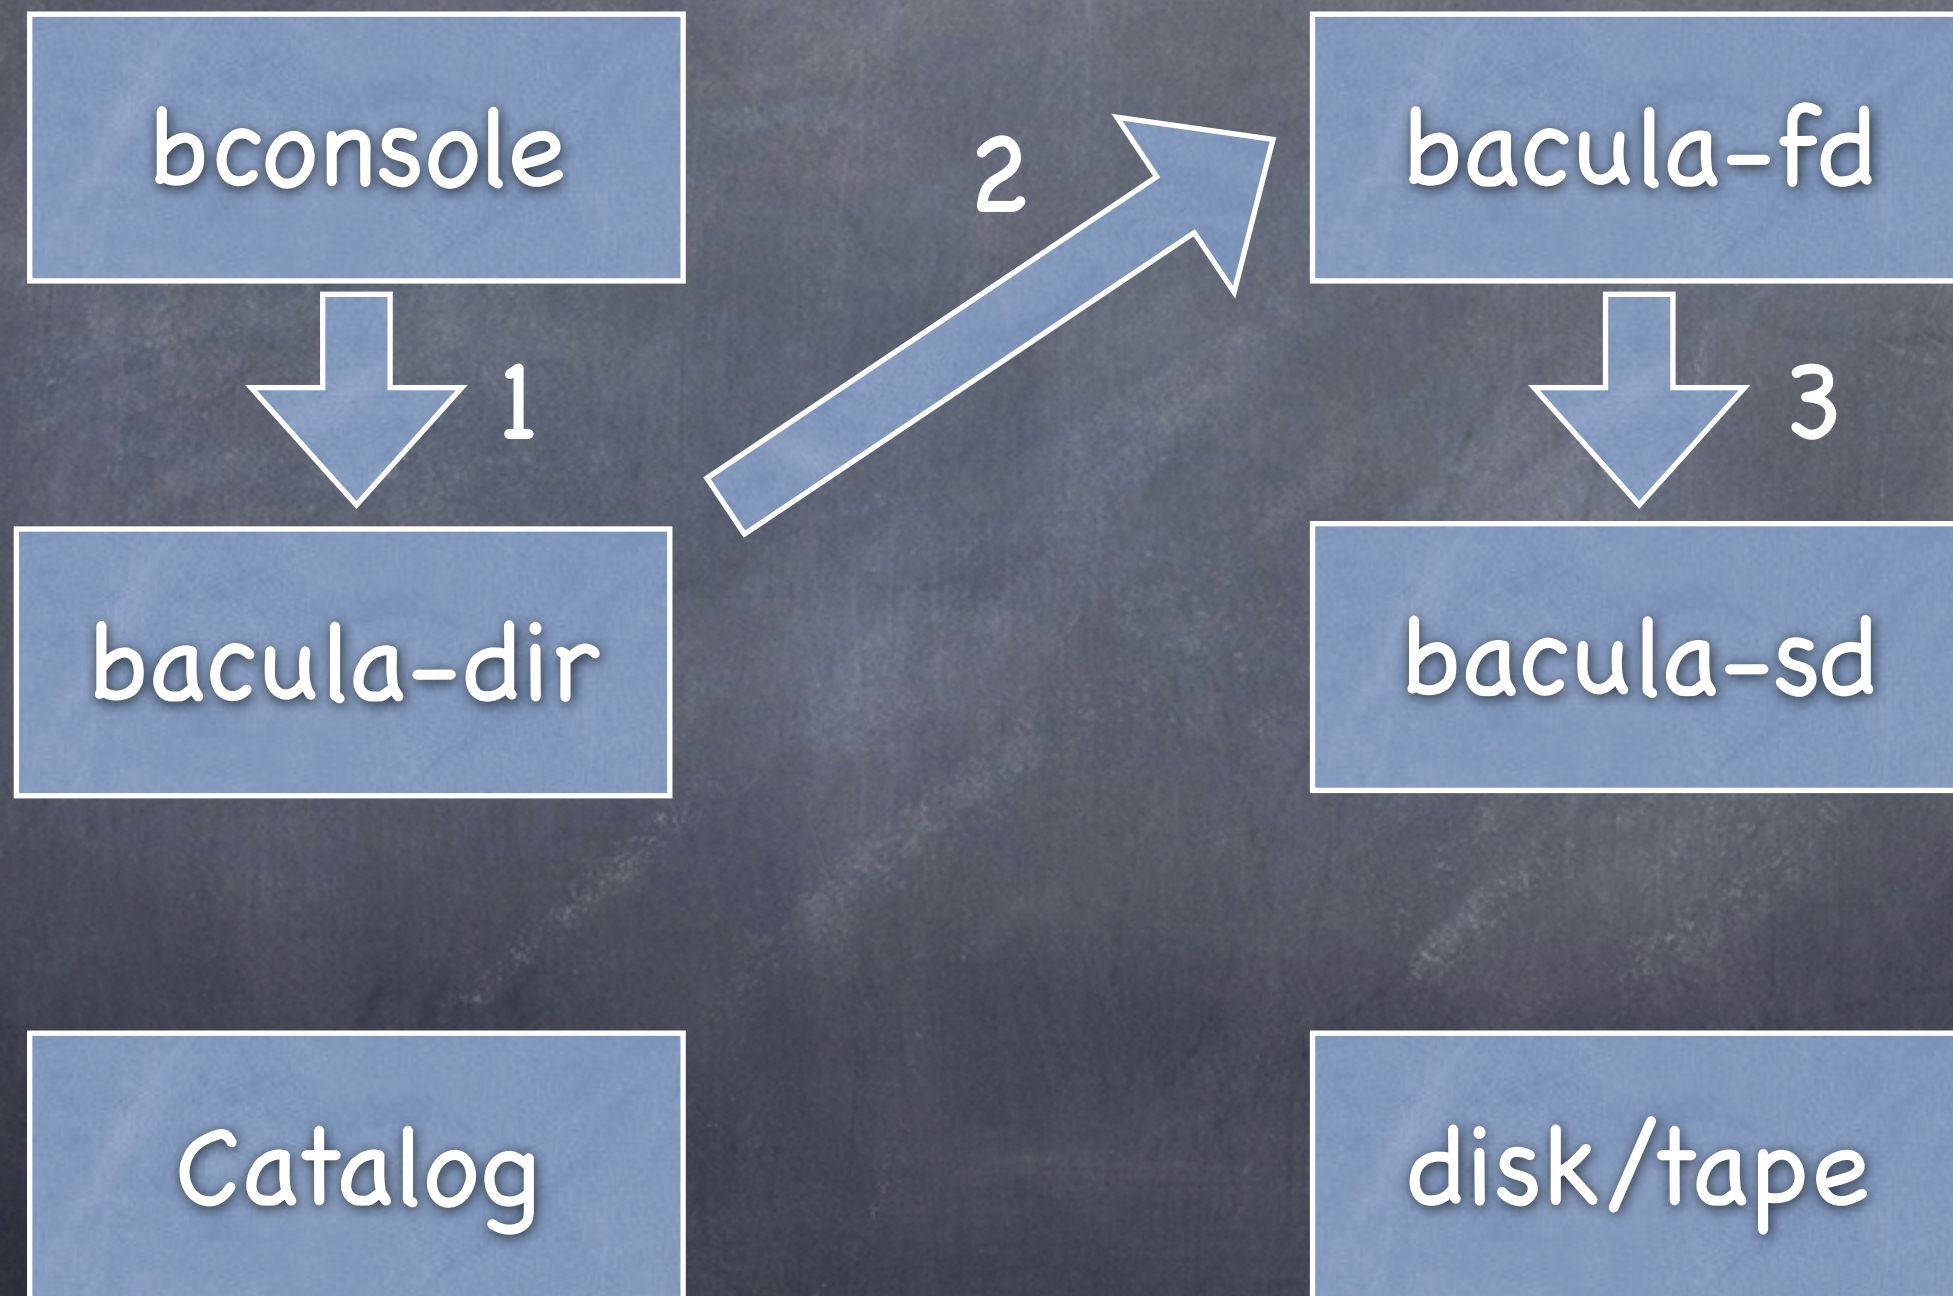 bconsole
2
bacula-fd
1
3
bacula-dir
bacula-sd
Catalog
disk/tape